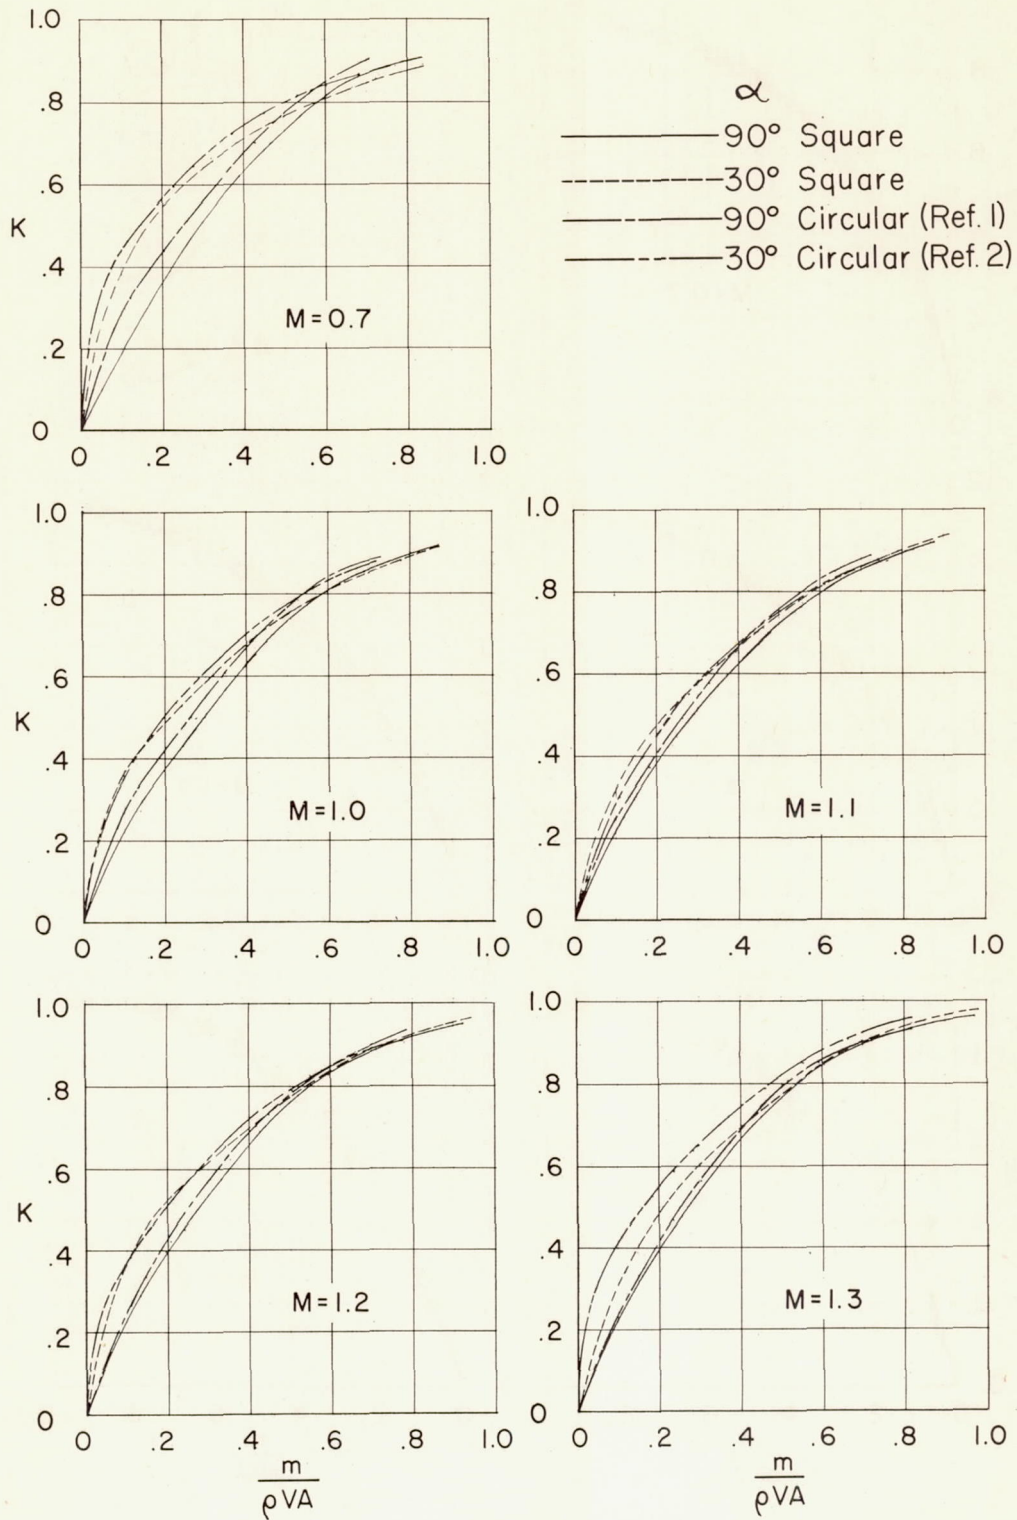 1.0
.8
.6
K
.4
.2
0
0 .2 .4 .6 .8 1.0
M=0.7
α
90° Square
30° Square
90° Circular (Ref. 1)
30° Circular (Ref. 2)
1.0
.8
.6
K
.4
.2
0
0 .2 .4 .6 .8 1.0
M=1.0
1.0
.8
.6
.4
.2
0
0 .2 .4 .6 .8 1.0
M=1.1
1.0
.8
.6
K
.4
.2
0
0 .2 .4 .6 .8 1.0
M=1.2
m
ρVA
1.0
.8
.6
.4
.2
0
0 .2 .4 .6 .8 1.0
M=1.3
m
ρVA